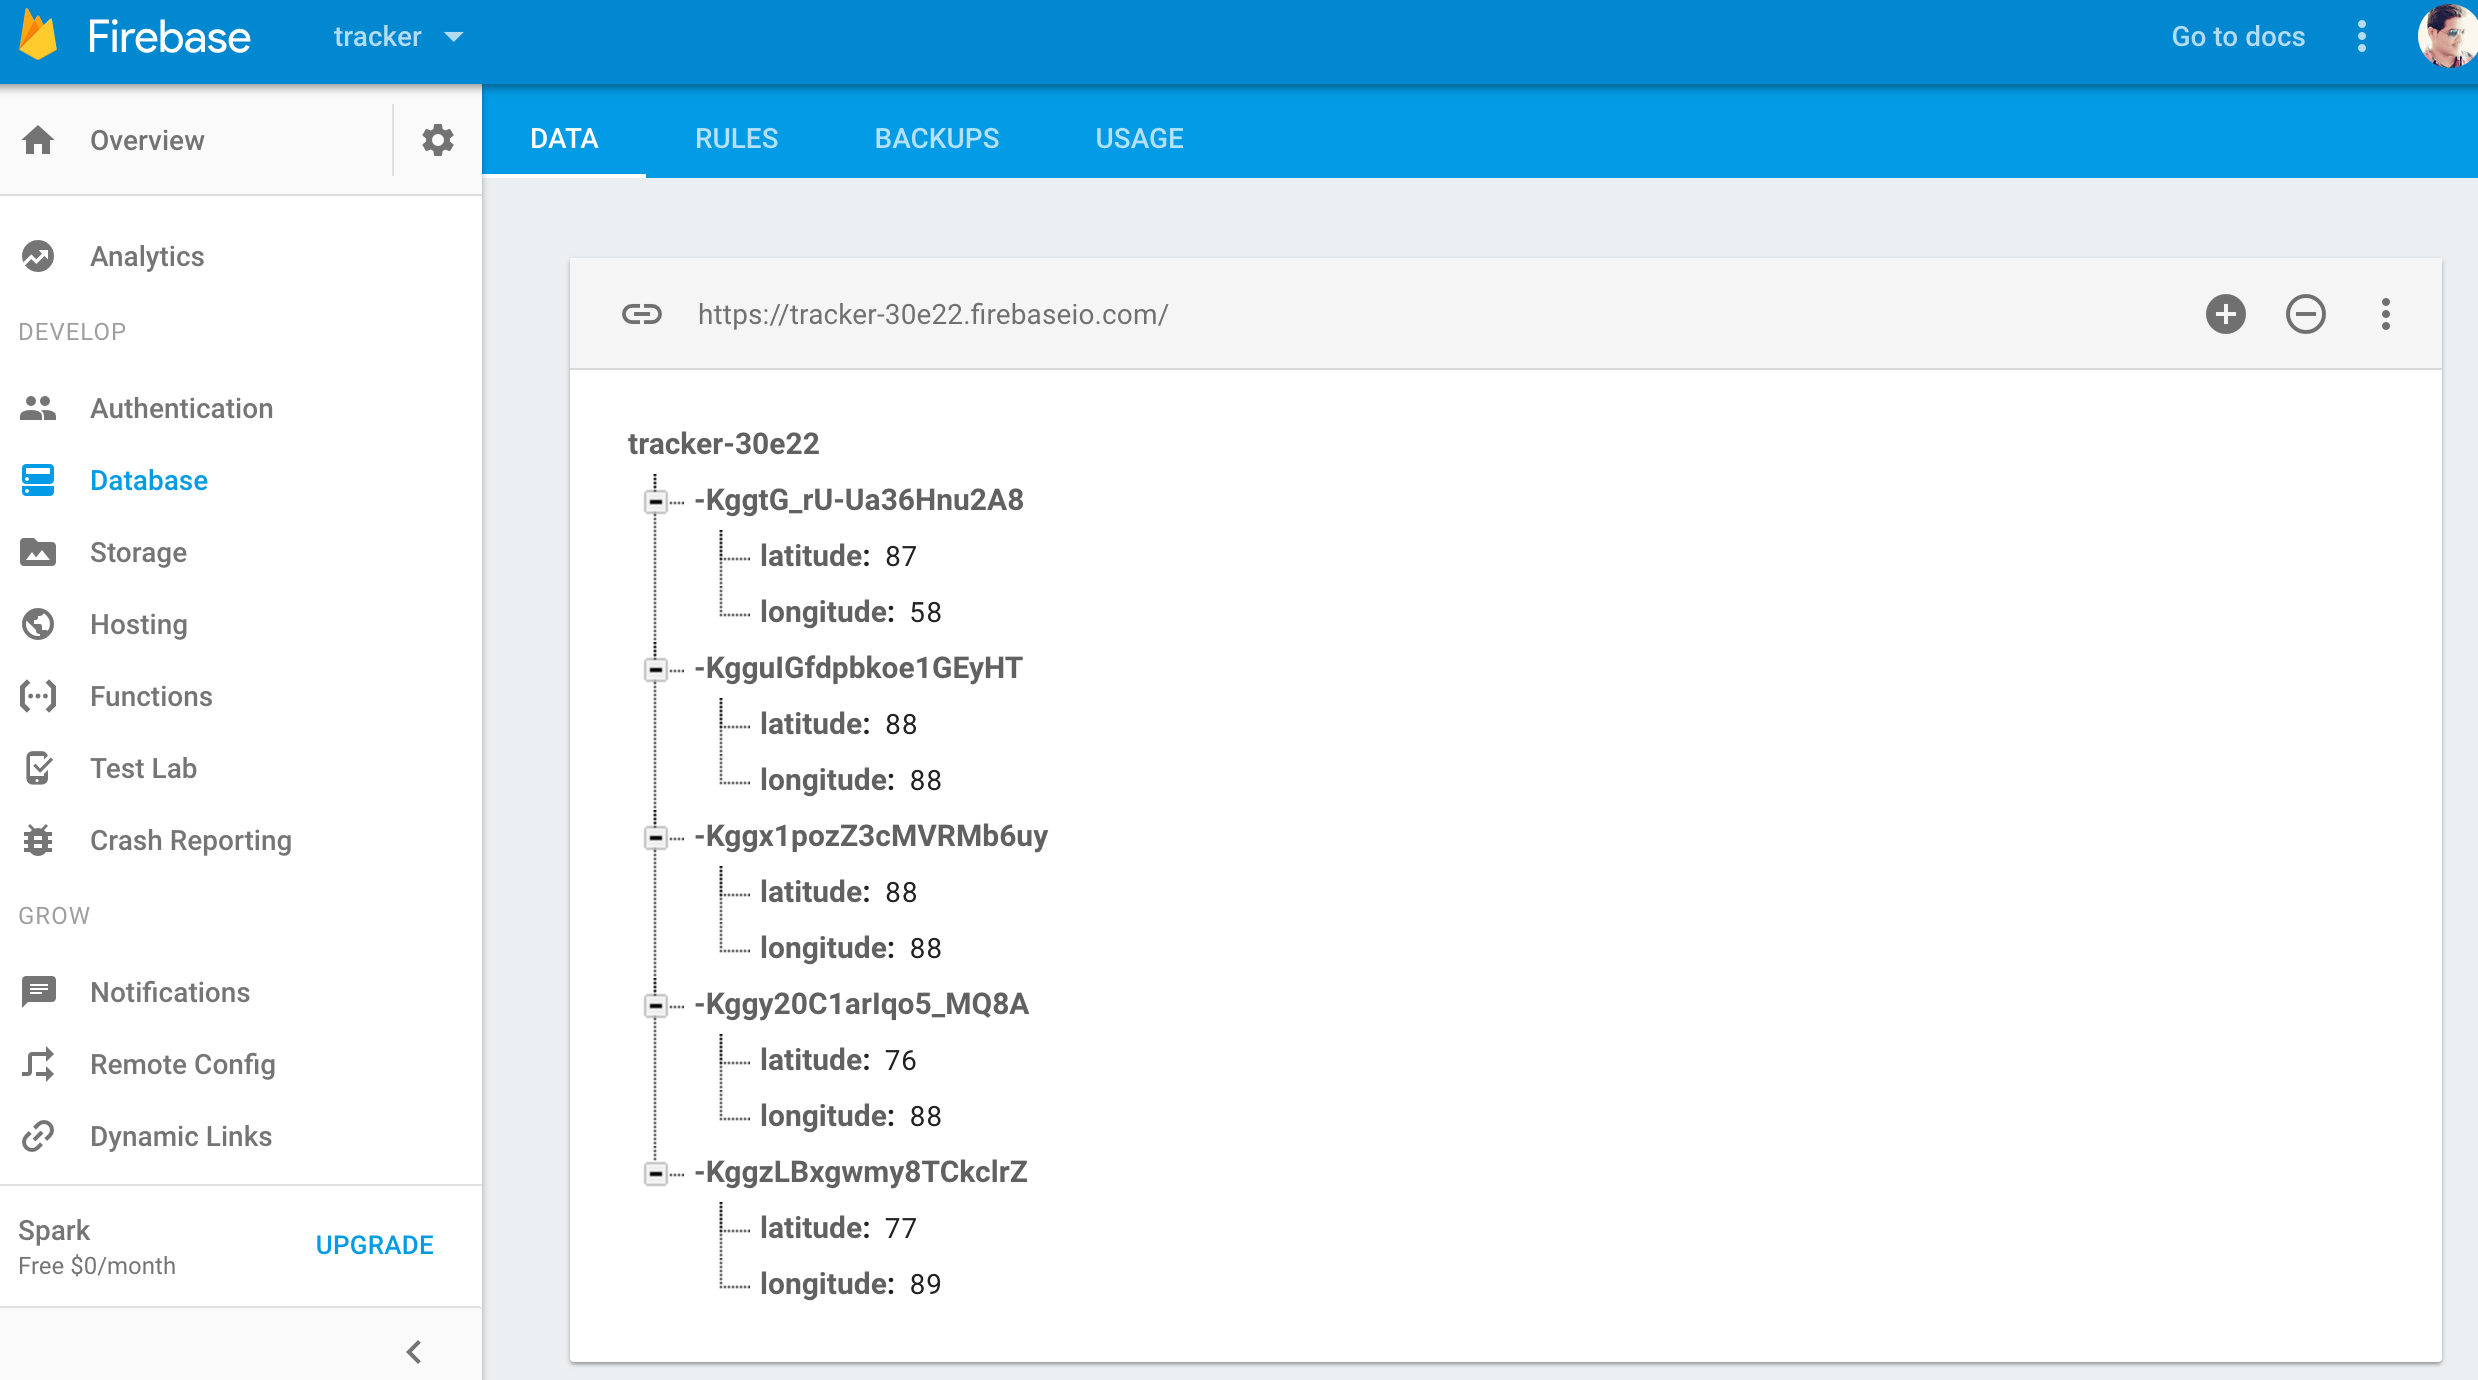 Firebase
tracker
Go to docs
Overview
DATA
RULES
BACKUPS
USAGE
Analytics
DEVELOP
Authentication
Database
Storage
Hosting
Functions
Test Lab
Crash Reporting
GROW
Notifications
Remote Config
Dynamic Links
Spark
Free $0/month
UPGRADE
https://tracker-30e22.firebaseio.com/
tracker-30e22
-KggtG_rU-Ua36Hnu2A8
latitude: 87
longitude: 58
-KgguIGfdpbkoe1GEyHT
latitude: 88
longitude: 88
-Kggx1pozZ3cMVRMb6uy
latitude: 88
longitude: 88
-Kggy20C1arIqo5_MQ8A
latitude: 76
longitude: 88
-KggzLBxgwmy8TCkclrZ
latitude: 77
longitude: 89